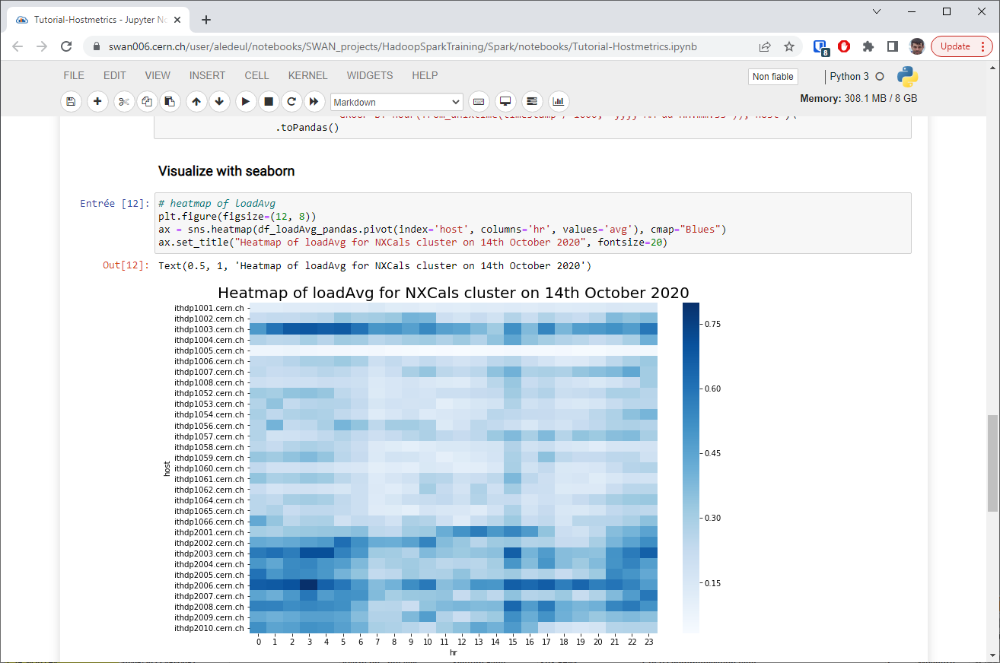 Tutorial-Hostmetrics - Jupyter No
swan006.cern.ch/user/aledeul/notebooks/SWAN_projects/HadoopSparkTraining/Spark/notebooks/Tutorial-Hostmetrics.ipynb
8
Update
FILE EDIT VIEW INSERT CELL KERNEL WIDGETS HELP
Non fiable
Python 3
Markdown
Memory: 308.1 MB / 8 GB
.toPandas()
Visualize with seaborn
Entrée [12]:
# heatmap of loadAvg
plt.figure(figsize=(12, 8))
ax = sns.heatmap(df_loadAvg_pandas.pivot(index='host', columns='hr', values='avg'), cmap="Blues")
ax.set_title("Heatmap of loadAvg for NXCals cluster on 14th October 2020", fontsize=20)
Out[12]: Text(0.5, 1, 'Heatmap of loadAvg for NXCals cluster on 14th October 2020')
Heatmap of loadAvg for NXCals cluster on 14th October 2020
host
ithdp1001.cern.ch
ithdp1002.cern.ch
ithdp1003.cern.ch
ithdp1004.cern.ch
ithdp1005.cern.ch
ithdp1006.cern.ch
ithdp1007.cern.ch
ithdp1008.cern.ch
ithdp1052.cern.ch
ithdp1053.cern.ch
ithdp1054.cern.ch
ithdp1056.cern.ch
ithdp1057.cern.ch
ithdp1058.cern.ch
ithdp1059.cern.ch
ithdp1060.cern.ch
ithdp1061.cern.ch
ithdp1062.cern.ch
ithdp1064.cern.ch
ithdp1065.cern.ch
ithdp1066.cern.ch
ithdp2001.cern.ch
ithdp2002.cern.ch
ithdp2003.cern.ch
ithdp2004.cern.ch
ithdp2005.cern.ch
ithdp2006.cern.ch
ithdp2007.cern.ch
ithdp2008.cern.ch
ithdp2009.cern.ch
ithdp2010.cern.ch
0 1 2 3 4 5 6 7 8 9 10 11 12 13 14 15 16 17 18 19 20 21 22 23
hr
0.75
0.60
0.45
0.30
0.15